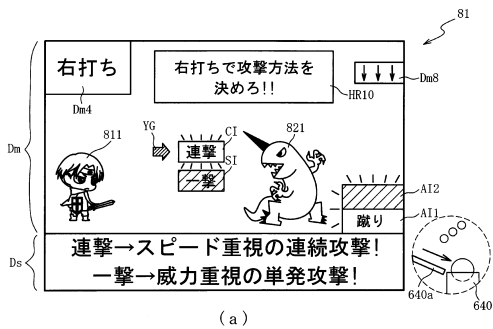 81
右打ち
右打ちで攻撃方法を
決めろ!!
Dm8
Dm4
HR10
Dm
811
YG
CI
連撃
SI
一撃
821
AI2
蹴り
AI1
Ds
連撃→スピード重視の連続攻撃!
一撃→威力重視の単発攻撃!
640a
640
(a)